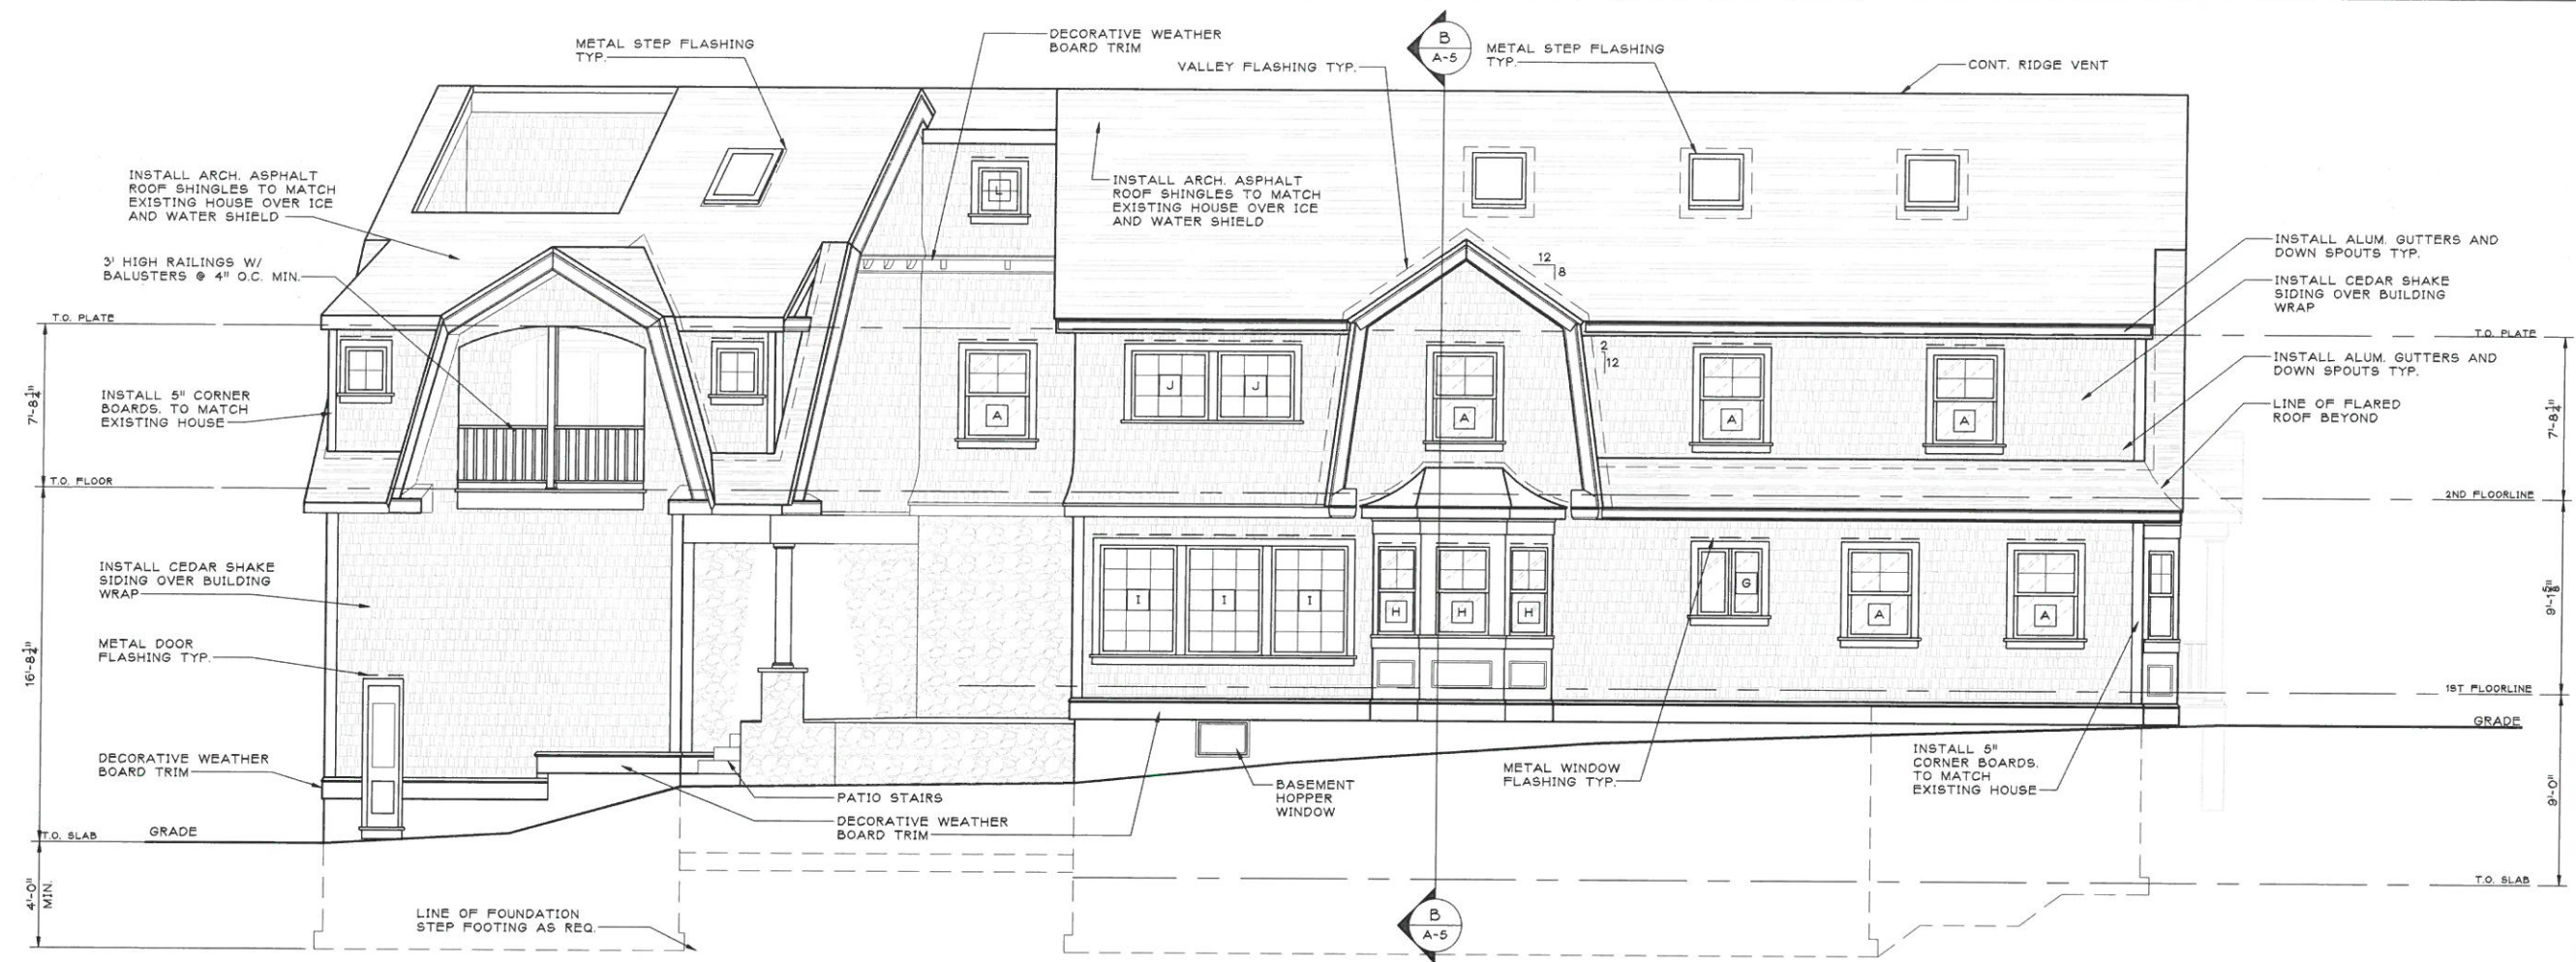 METAL STEP FLASHING
TYP.
DECORATIVE WEATHER
BOARD TRIM
VALLEY FLASHING TYP.
B
A-5
METAL STEP FLASHING
TYP.
CONT. RIDGE VENT
INSTALL ARCH. ASPHALT
ROOF SHINGLES TO MATCH
EXISTING HOUSE OVER ICE
AND WATER SHIELD
L
INSTALL ARCH. ASPHALT
ROOF SHINGLES TO MATCH
EXISTING HOUSE OVER ICE
AND WATER SHIELD
3' HIGH RAILINGS W/
BALUSTERS @ 4" O.C. MIN.
12
8
INSTALL ALUM. GUTTERS AND
DOWN SPOUTS TYP.
INSTALL CEDAR SHAKE
SIDING OVER BUILDING
WRAP
T.O. PLATE
T.O. PLATE
2
12
INSTALL ALUM. GUTTERS AND
DOWN SPOUTS TYP.
7'-8¼"
7'-8¼"
INSTALL 5" CORNER
BOARDS. TO MATCH
EXISTING HOUSE
A
J
J
A
A
A
LINE OF FLARED
ROOF BEYOND
T.O. FLOOR
2ND FLOORLINE
INSTALL CEDAR SHAKE
SIDING OVER BUILDING
WRAP
I
I
I
H
H
H
G
A
A
METAL DOOR
FLASHING TYP.
16'-8¼"
1ST FLOORLINE
GRADE
DECORATIVE WEATHER
BOARD TRIM
PATIO STAIRS
DECORATIVE WEATHER
BOARD TRIM
BASEMENT
HOPPER
WINDOW
METAL WINDOW
FLASHING TYP.
INSTALL 5"
CORNER BOARDS.
TO MATCH
EXISTING HOUSE
9'-0"
T.O. SLAB
GRADE
T.O. SLAB
4'-0"
MIN.
LINE OF FOUNDATION
STEP FOOTING AS REQ.
B
A-5